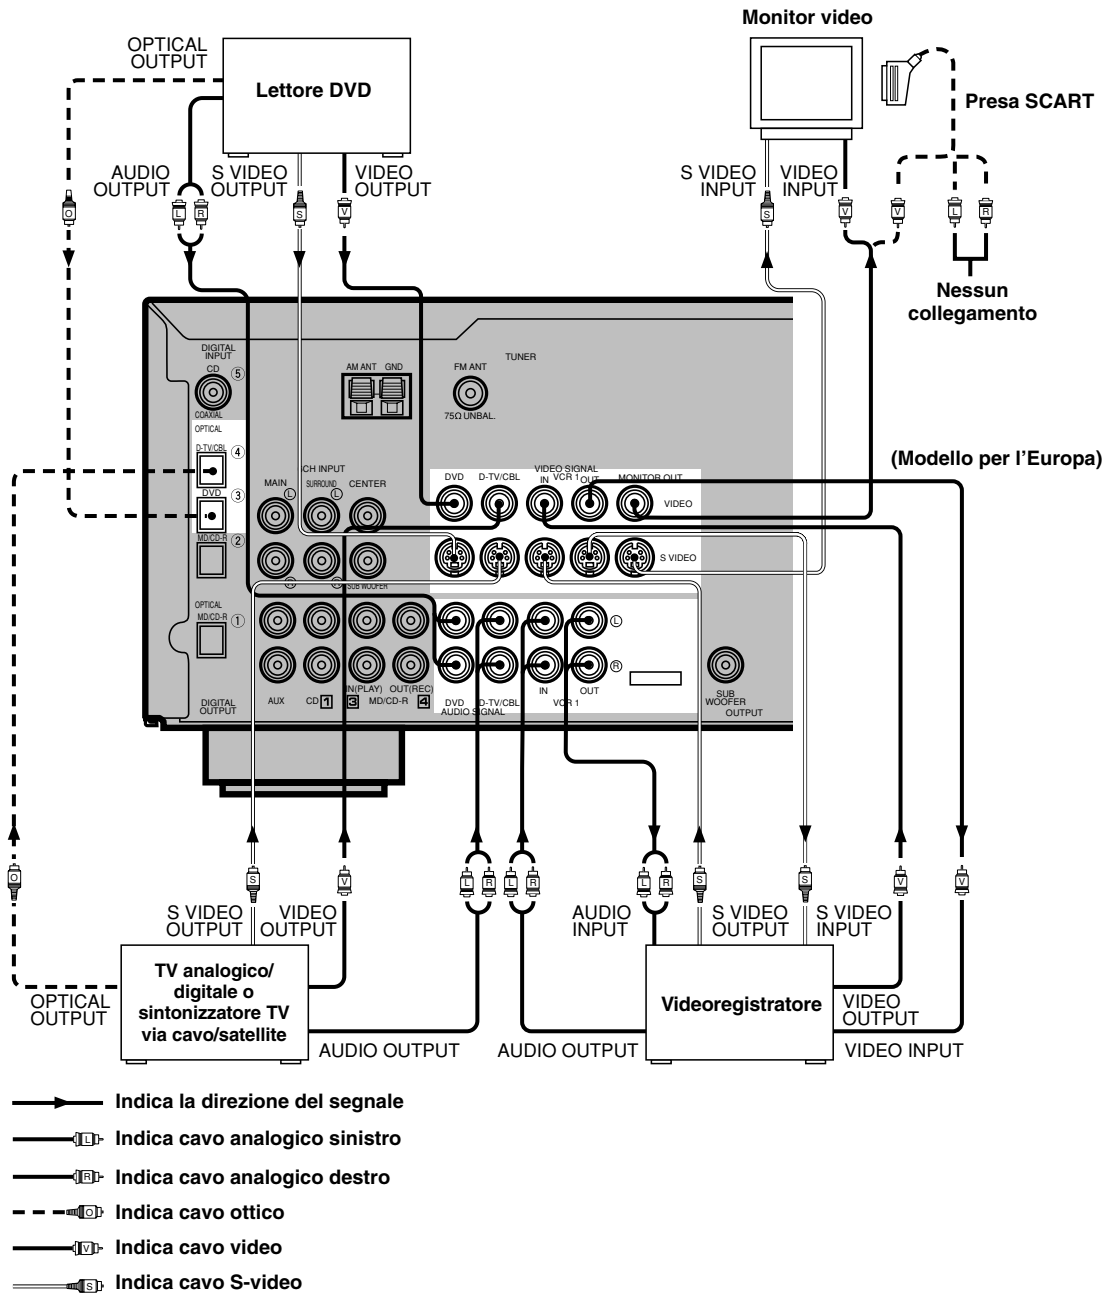 Monitor video
OPTICAL
OUTPUT
Lettore DVD
Presa SCART
AUDIO
OUTPUT
S VIDEO
OUTPUT
VIDEO
OUTPUT
S VIDEO
INPUT
VIDEO
INPUT
O
L
R
S
V
S
V
V
L
R
Nessun
collegamento
DIGITAL
INPUT
CD
⑤
COAXIAL
OPTICAL
D-TV/CBL
④
DVD
③
MD/CD-R
②
OPTICAL
MD/CD-R
①
DIGITAL
OUTPUT
TUNER
AM ANT
GND
FM ANT
75Ω UNBAL.
6CH INPUT
MAIN
L
SURROUND
L
CENTER
R
R
SUB WOOFER
VIDEO SIGNAL
DVD
D-TV/CBL
IN
VCR 1
OUT
MONITOR OUT
VIDEO
S VIDEO
(Modello per l'Europa)
L
R
AUX
CD
1
IN(PLAY)
OUT(REC)
3
MD/CD-R
4
DVD
D-TV/CBL
AUDIO SIGNAL
IN
OUT
VCR 1
SUB
WOOFER
OUTPUT
O
S
V
L
R
L
R
L
R
S
S
V
V
S VIDEO
OUTPUT
VIDEO
OUTPUT
AUDIO
INPUT
S VIDEO
OUTPUT
S VIDEO
INPUT
OPTICAL
OUTPUT
TV analogico/
digitale o
sintonizzatore TV
via cavo/satellite
AUDIO OUTPUT
AUDIO OUTPUT
Videoregistratore
VIDEO
OUTPUT
VIDEO INPUT
Indica la direzione del segnale
L
Indica cavo analogico sinistro
R
Indica cavo analogico destro
O
Indica cavo ottico
V
Indica cavo video
S
Indica cavo S-video